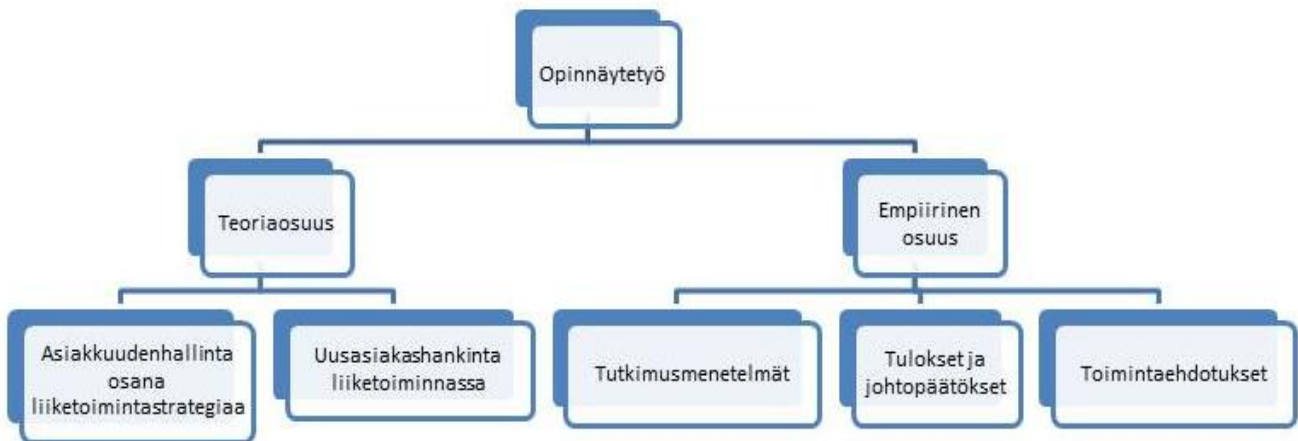 Opinnäytetyö
Teoriaosuus
Empiirinen
osuus
Asiakkuudenhallinta
osana
liiketoimintastrategiaa
Uusasiakashankinta
liiketoiminnassa
Tutkimusmenetelmät
Tulokset ja
johtopäätökset
Toimintaehdotukset